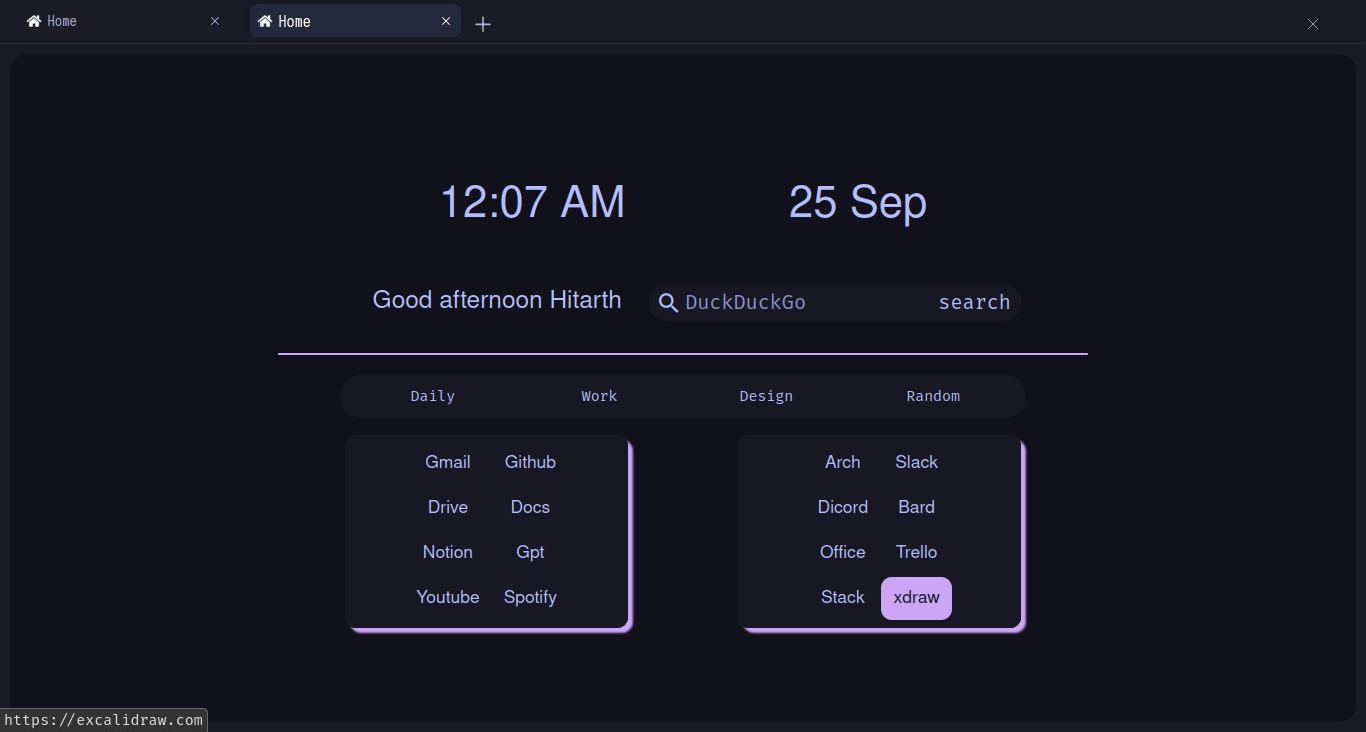 Home
Home
12:07 AM 25 Sep
Good afternoon Hitarth DuckDuckGo search
Daily Work Design Random
Gmail Github Arch Slack
Drive Docs Dicord Bard
Notion Gpt Office Trello
Youtube Spotify Stack xdraw
https://excalidraw.com